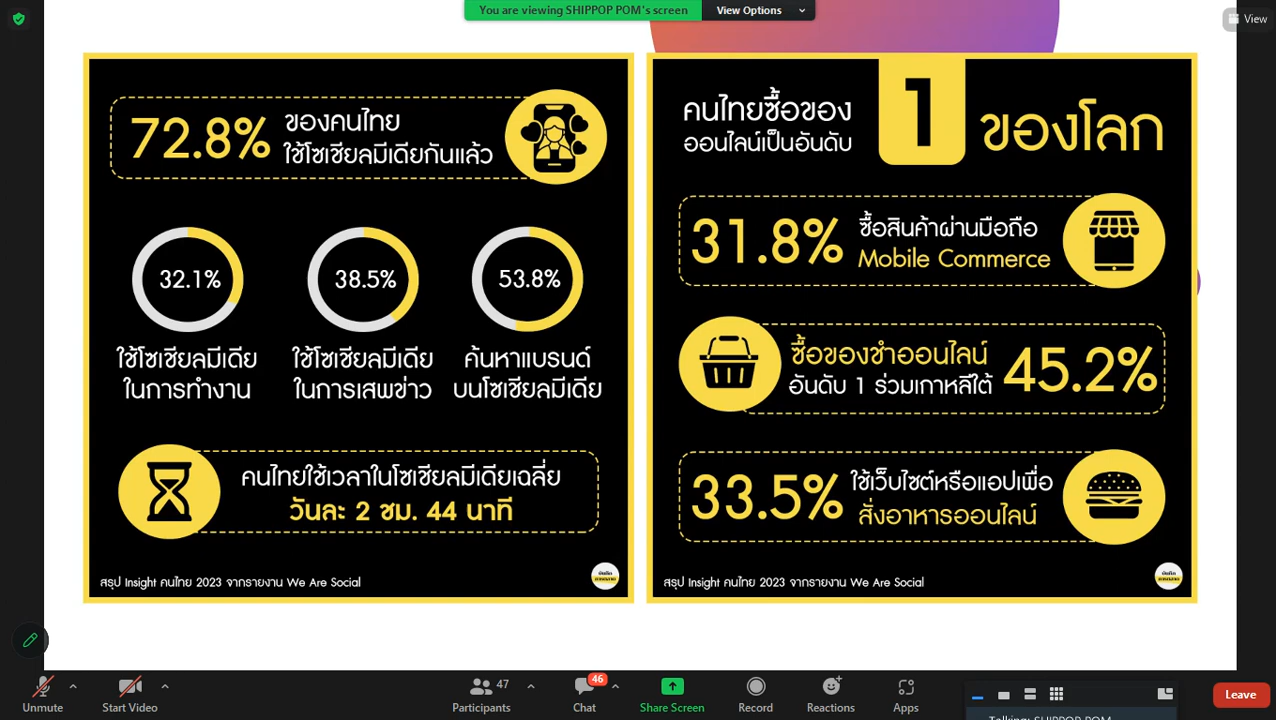 You are viewing SHIPPOP POM's screen
View Options
View
72.8%
ของคนไทย
ใช้โซเชียลมีเดียกันแล้ว
32.1%
38.5%
53.8%
ใช้โซเชียลมีเดีย
ในการทำงาน
ใช้โซเชียลมีเดีย
ในการเสพข่าว
ค้นหาแบรนด์
บนโซเชียลมีเดีย
คนไทยใช้เวลาในโซเชียลมีเดียเฉลี่ย
วันละ 2 ชม. 44 นาที
สรุป Insight คนไทย 2023 จากรายงาน We Are Social
คนไทยซื้อของ
ออนไลน์เป็นอันดับ
1
ของโลก
31.8%
ซื้อสินค้าผ่านมือถือ
Mobile Commerce
ซื้อของชำออนไลน์
อันดับ 1 ร่วมเกาหลีใต้
45.2%
33.5%
ใช้เว็บไซต์หรือแอปเพื่อ
สั่งอาหารออนไลน์
สรุป Insight คนไทย 2023 จากรายงาน We Are Social
Unmute
Start Video
47
Participants
46
Chat
Share Screen
Record
Reactions
Apps
Talking: SHIPPOP POM
Leave